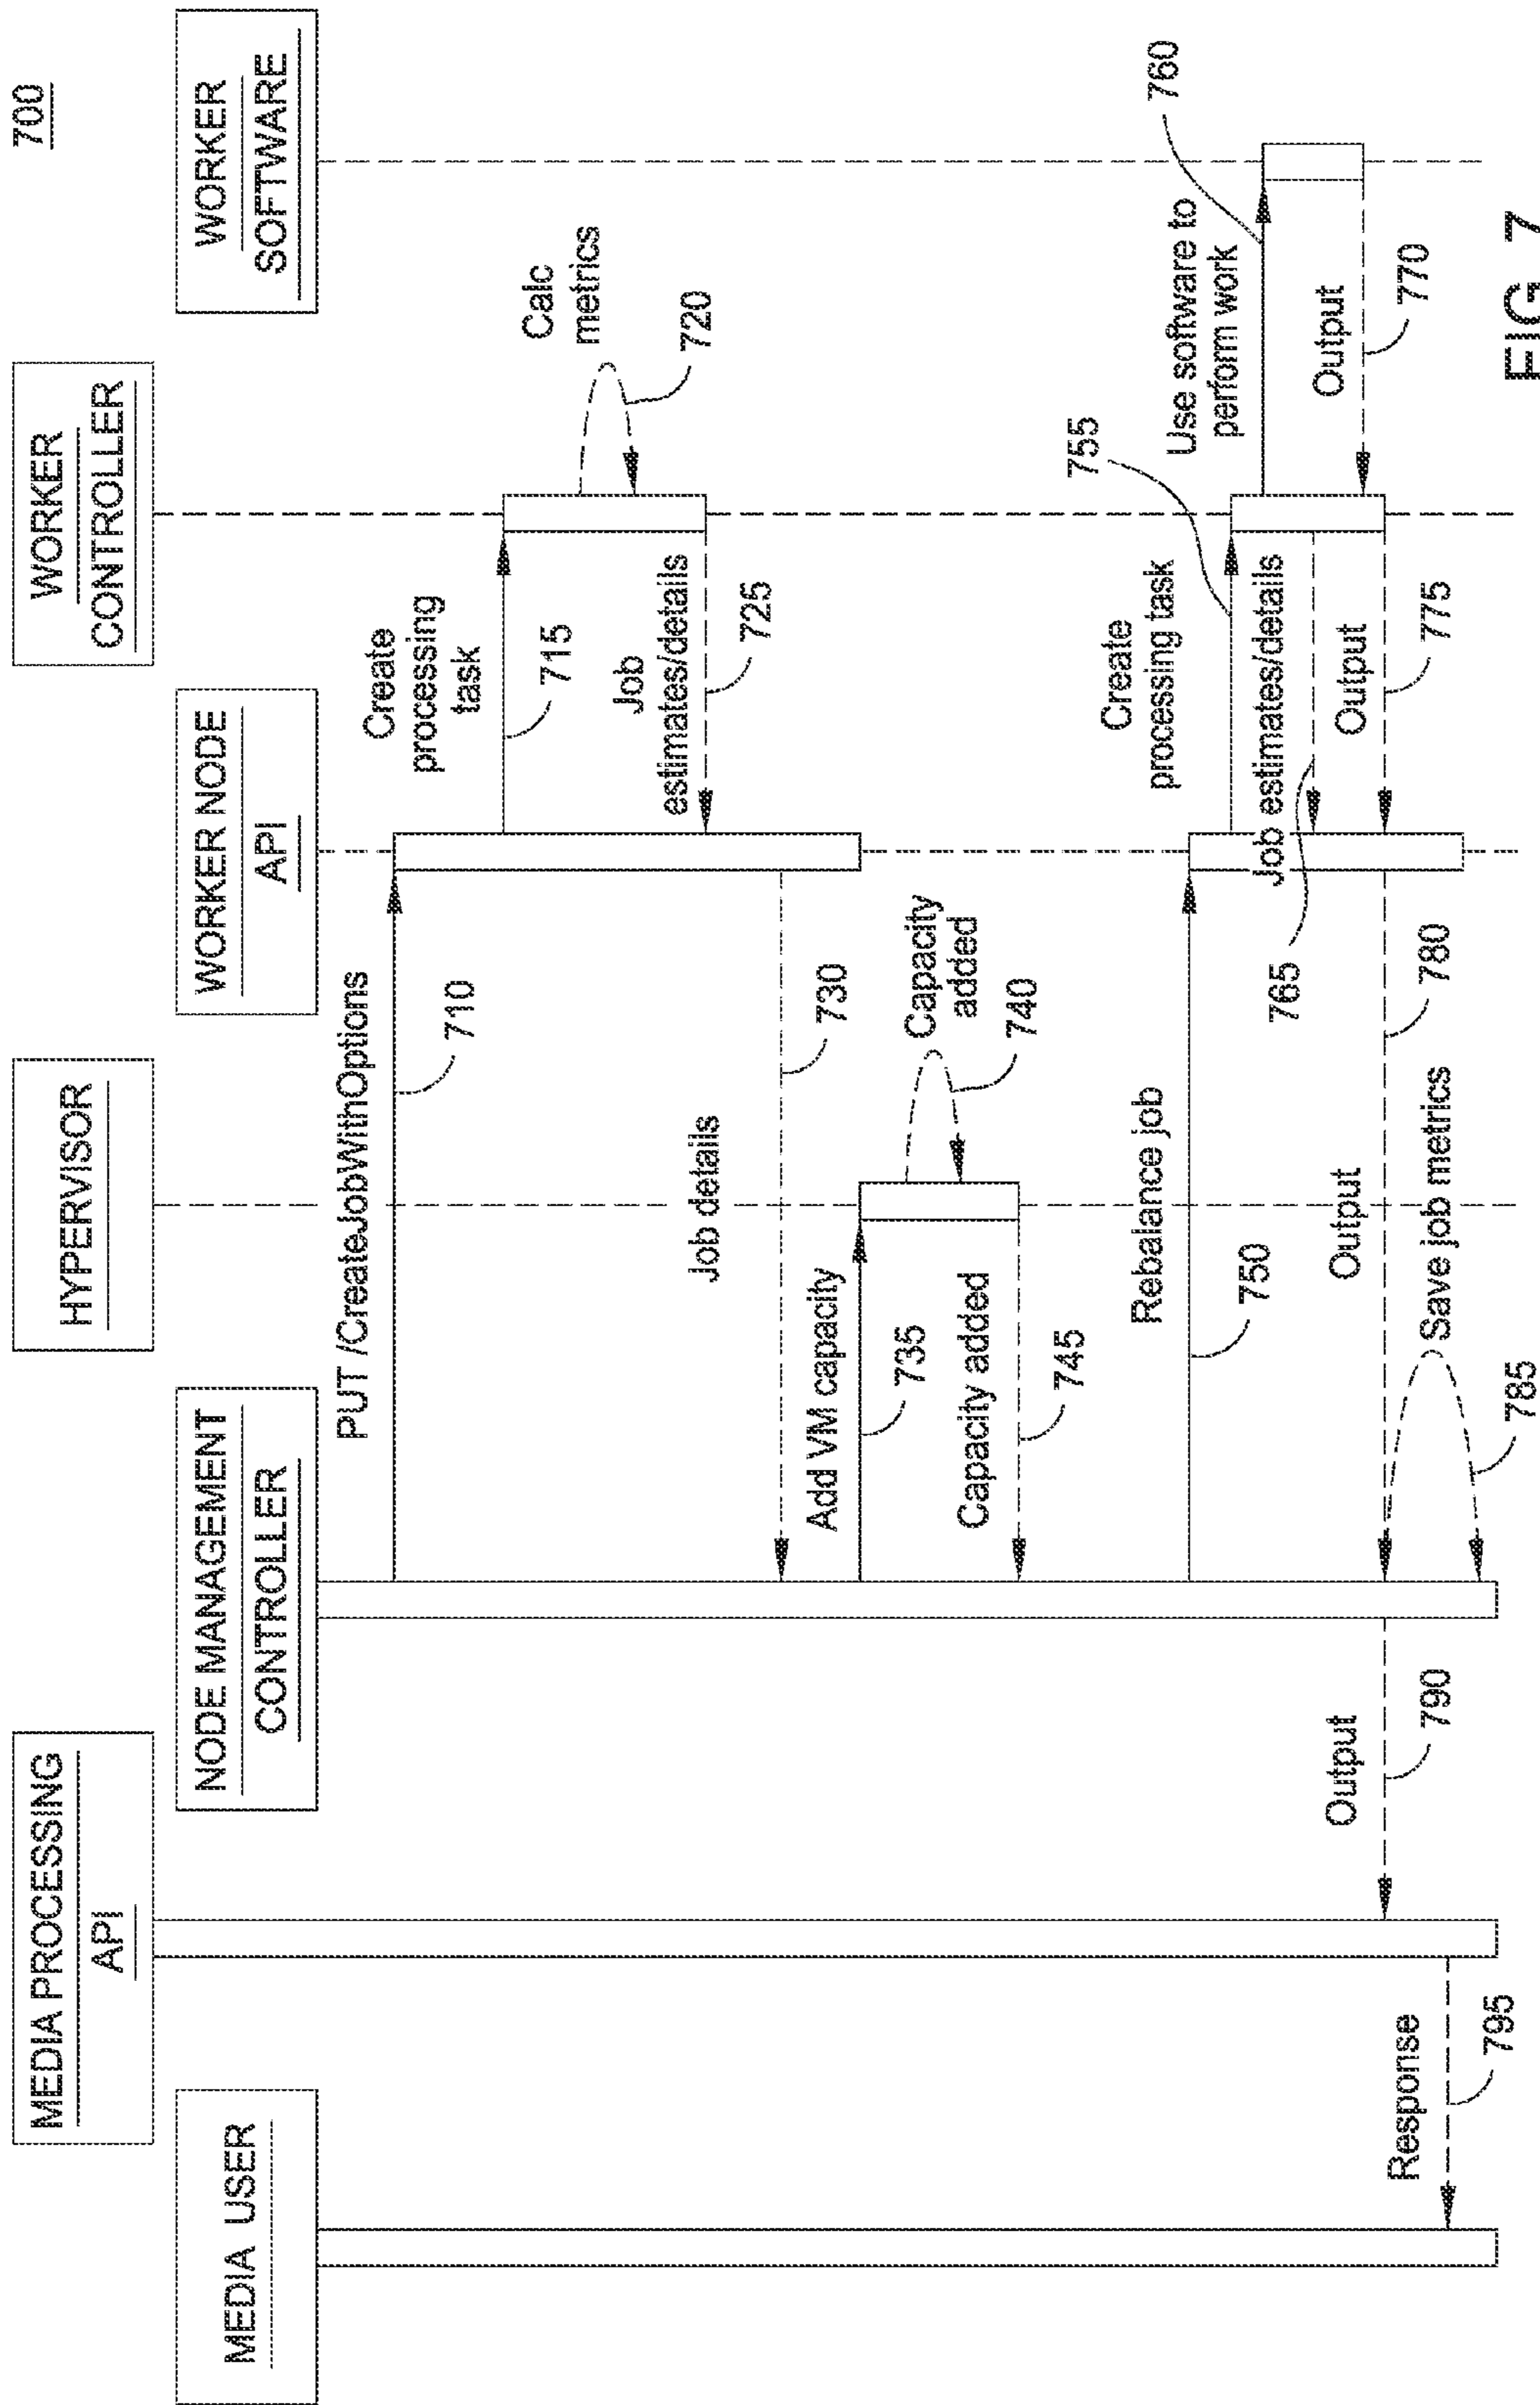 700
MEDIA USER
MEDIA PROCESSING
API
NODE MANAGEMENT
CONTROLLER
HYPERVISOR
WORKER NODE
API
WORKER
CONTROLLER
WORKER
SOFTWARE
PUT /CreateJobWithOptions
710
Create
processing
task
715
Calc
metrics
720
Job
estimates/details
725
Job details
730
Add VM capacity
735
Capacity
added
740
Capacity added
745
Rebalance job
750
Create
processing task
755
Use software to
perform work
760
Job estimates/details
765
Output
770
Output
775
Output
780
Save job metrics
785
Output
790
Response
795
FIG. 7